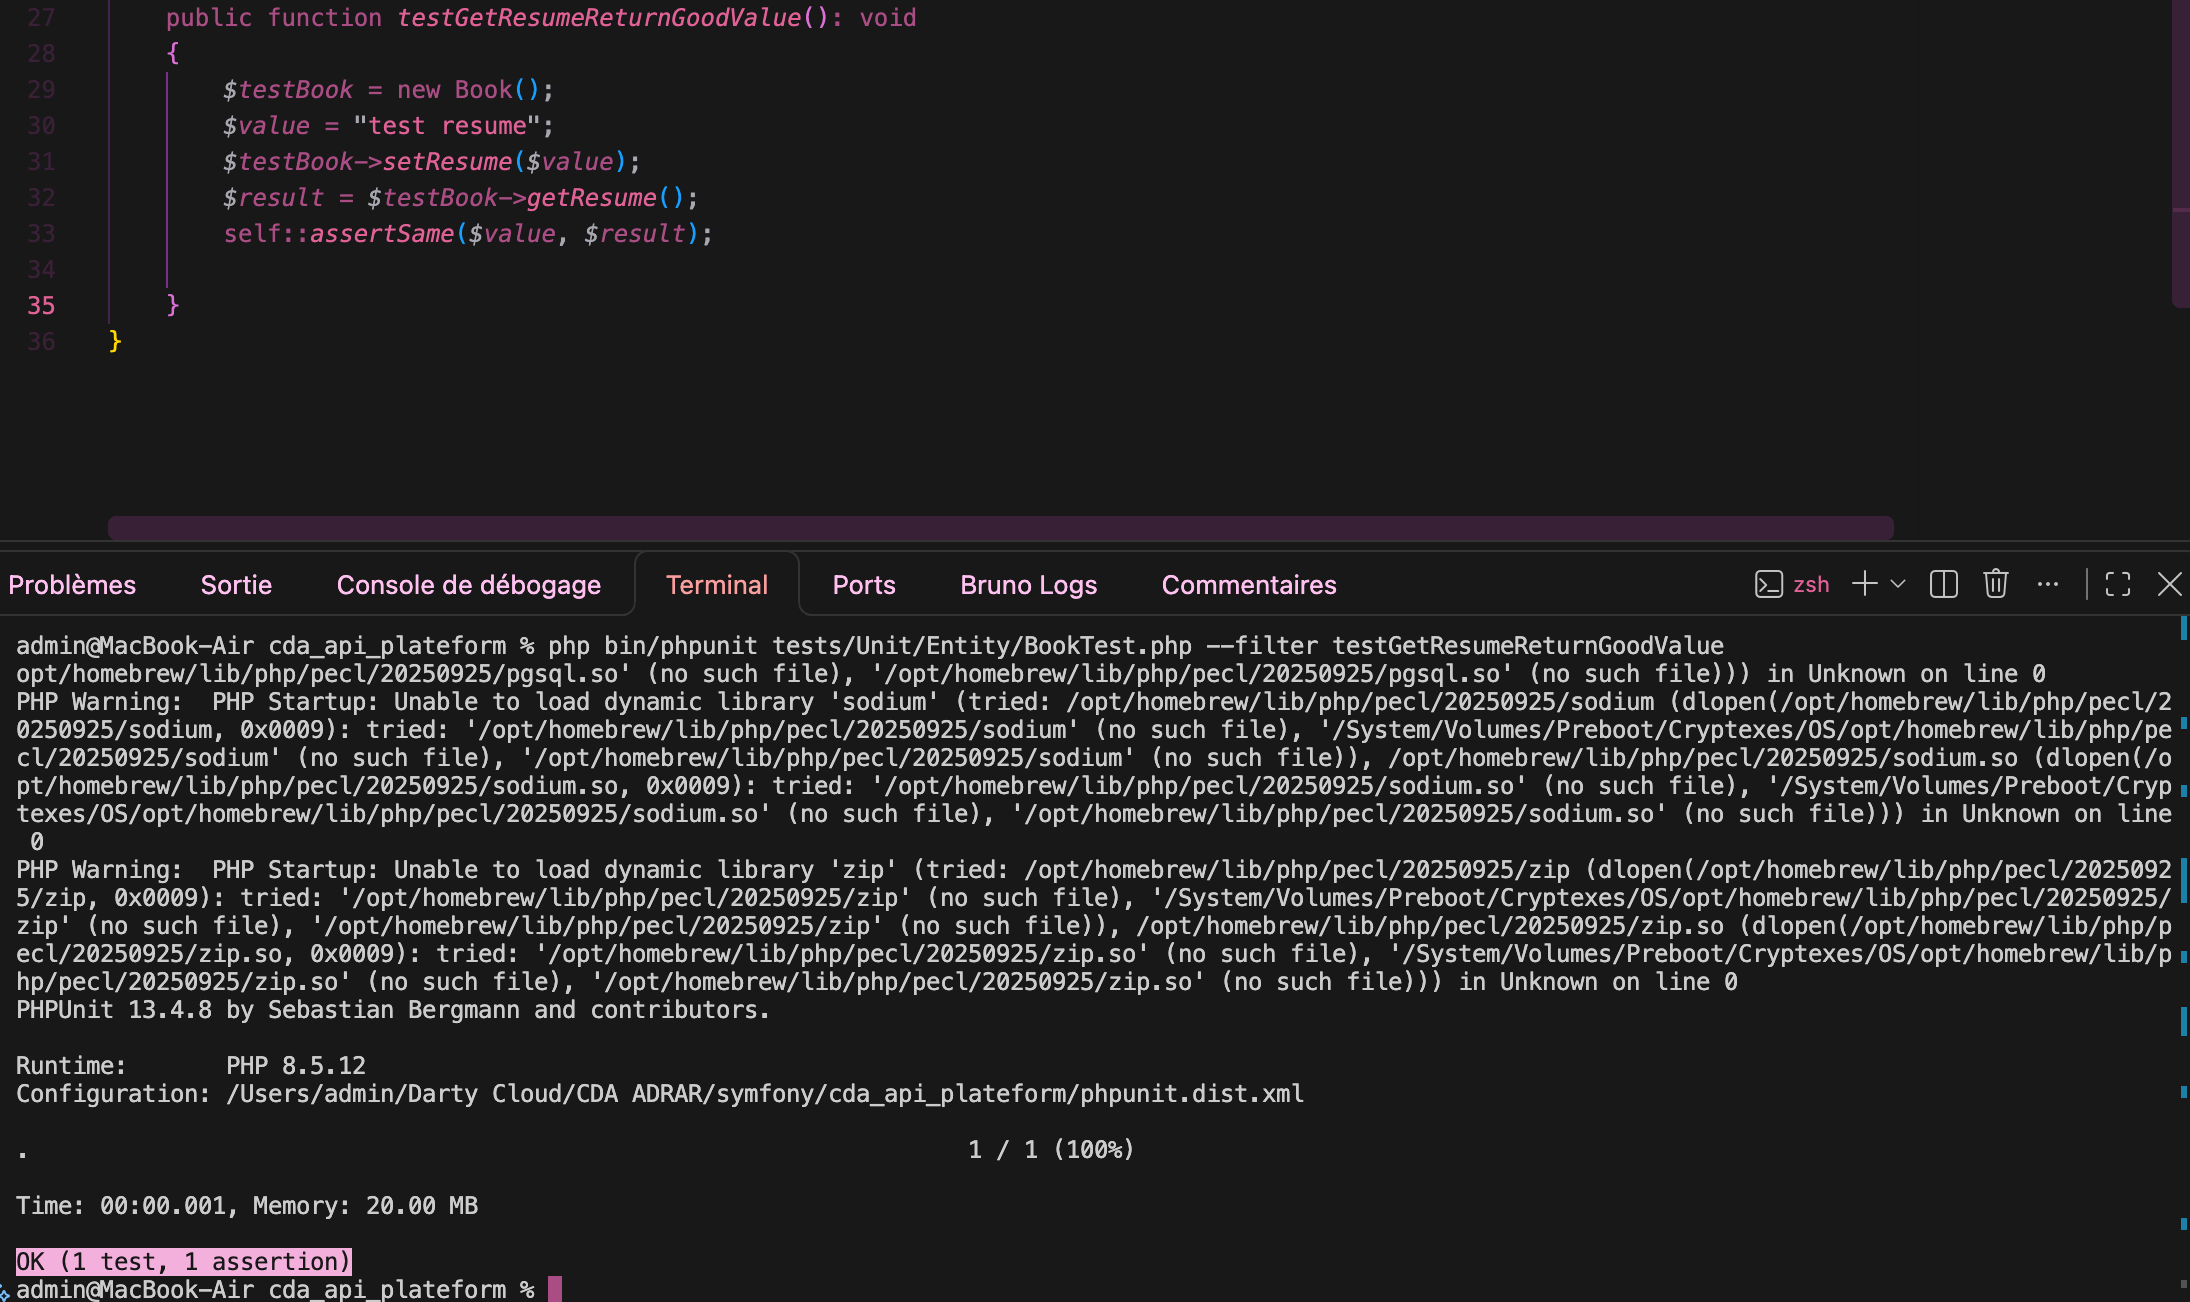 27 public function testGetResumeReturnGoodValue(): void
28 {
29 $testBook = new Book();
30 $value = "test resume";
31 $testBook->setResume($value);
32 $result = $testBook->getResume();
33 self::assertSame($value, $result);
34
35 }
36 }
Problèmes Sortie Console de débogage Terminal Ports Bruno Logs Commentaires zsh
admin@MacBook-Air cda_api_plateform % php bin/phpunit tests/Unit/Entity/BookTest.php --filter testGetResumeReturnGoodValue
opt/homebrew/lib/php/pecl/20250925/pgsql.so' (no such file), '/opt/homebrew/lib/php/pecl/20250925/pgsql.so' (no such file))) in Unknown on line 0
PHP Warning:  PHP Startup: Unable to load dynamic library 'sodium' (tried: /opt/homebrew/lib/php/pecl/20250925/sodium (dlopen(/opt/homebrew/lib/php/pecl/2
0250925/sodium, 0x0009): tried: '/opt/homebrew/lib/php/pecl/20250925/sodium' (no such file), '/System/Volumes/Preboot/Cryptexes/OS/opt/homebrew/lib/php/pe
cl/20250925/sodium' (no such file), '/opt/homebrew/lib/php/pecl/20250925/sodium' (no such file)), /opt/homebrew/lib/php/pecl/20250925/sodium.so (dlopen(/o
pt/homebrew/lib/php/pecl/20250925/sodium.so, 0x0009): tried: '/opt/homebrew/lib/php/pecl/20250925/sodium.so' (no such file), '/System/Volumes/Preboot/Cryp
texes/OS/opt/homebrew/lib/php/pecl/20250925/sodium.so' (no such file), '/opt/homebrew/lib/php/pecl/20250925/sodium.so' (no such file))) in Unknown on line
0
PHP Warning:  PHP Startup: Unable to load dynamic library 'zip' (tried: /opt/homebrew/lib/php/pecl/20250925/zip (dlopen(/opt/homebrew/lib/php/pecl/2025092
5/zip, 0x0009): tried: '/opt/homebrew/lib/php/pecl/20250925/zip' (no such file), '/System/Volumes/Preboot/Cryptexes/OS/opt/homebrew/lib/php/pecl/20250925/
zip' (no such file), '/opt/homebrew/lib/php/pecl/20250925/zip' (no such file)), /opt/homebrew/lib/php/pecl/20250925/zip.so (dlopen(/opt/homebrew/lib/php/p
ecl/20250925/zip.so, 0x0009): tried: '/opt/homebrew/lib/php/pecl/20250925/zip.so' (no such file), '/System/Volumes/Preboot/Cryptexes/OS/opt/homebrew/lib/p
hp/pecl/20250925/zip.so' (no such file), '/opt/homebrew/lib/php/pecl/20250925/zip.so' (no such file))) in Unknown on line 0
PHPUnit 13.4.8 by Sebastian Bergmann and contributors.
Runtime:       PHP 8.5.12
Configuration: /Users/admin/Darty Cloud/CDA ADRAR/symfony/cda_api_plateform/phpunit.dist.xml
. 1 / 1 (100%)
Time: 00:00.001, Memory: 20.00 MB
OK (1 test, 1 assertion)
admin@MacBook-Air cda_api_plateform %